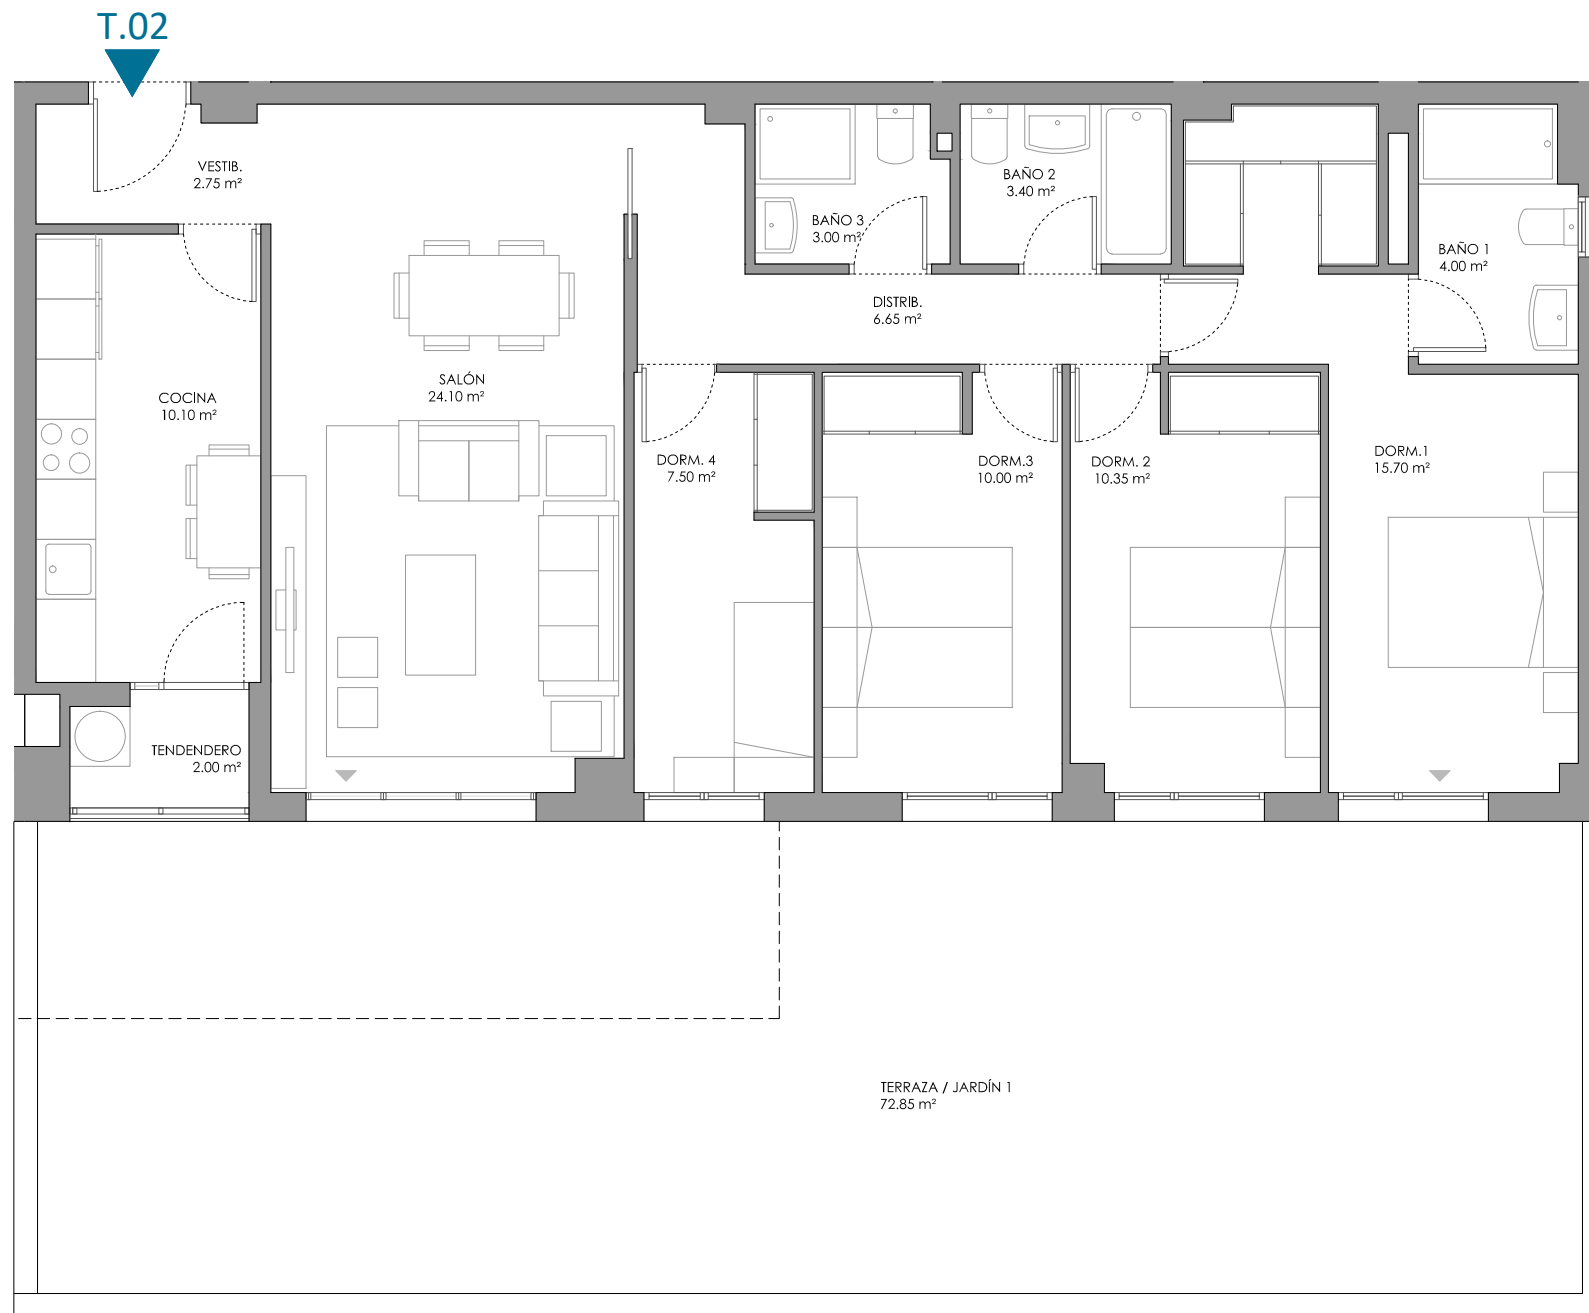 T.02
VESTIB.
2.75 m²
BAÑO 3
3.00 m²
BAÑO 2
3.40 m²
BAÑO 1
4.00 m²
DISTRIB.
6.65 m²
COCINA
10.10 m²
SALÓN
24.10 m²
DORM. 4
7.50 m²
DORM.3
10.00 m²
DORM. 2
10.35 m²
DORM.1
15.70 m²
TENDENDERO
2.00 m²
TERRAZA / JARDÍN 1
72.85 m²